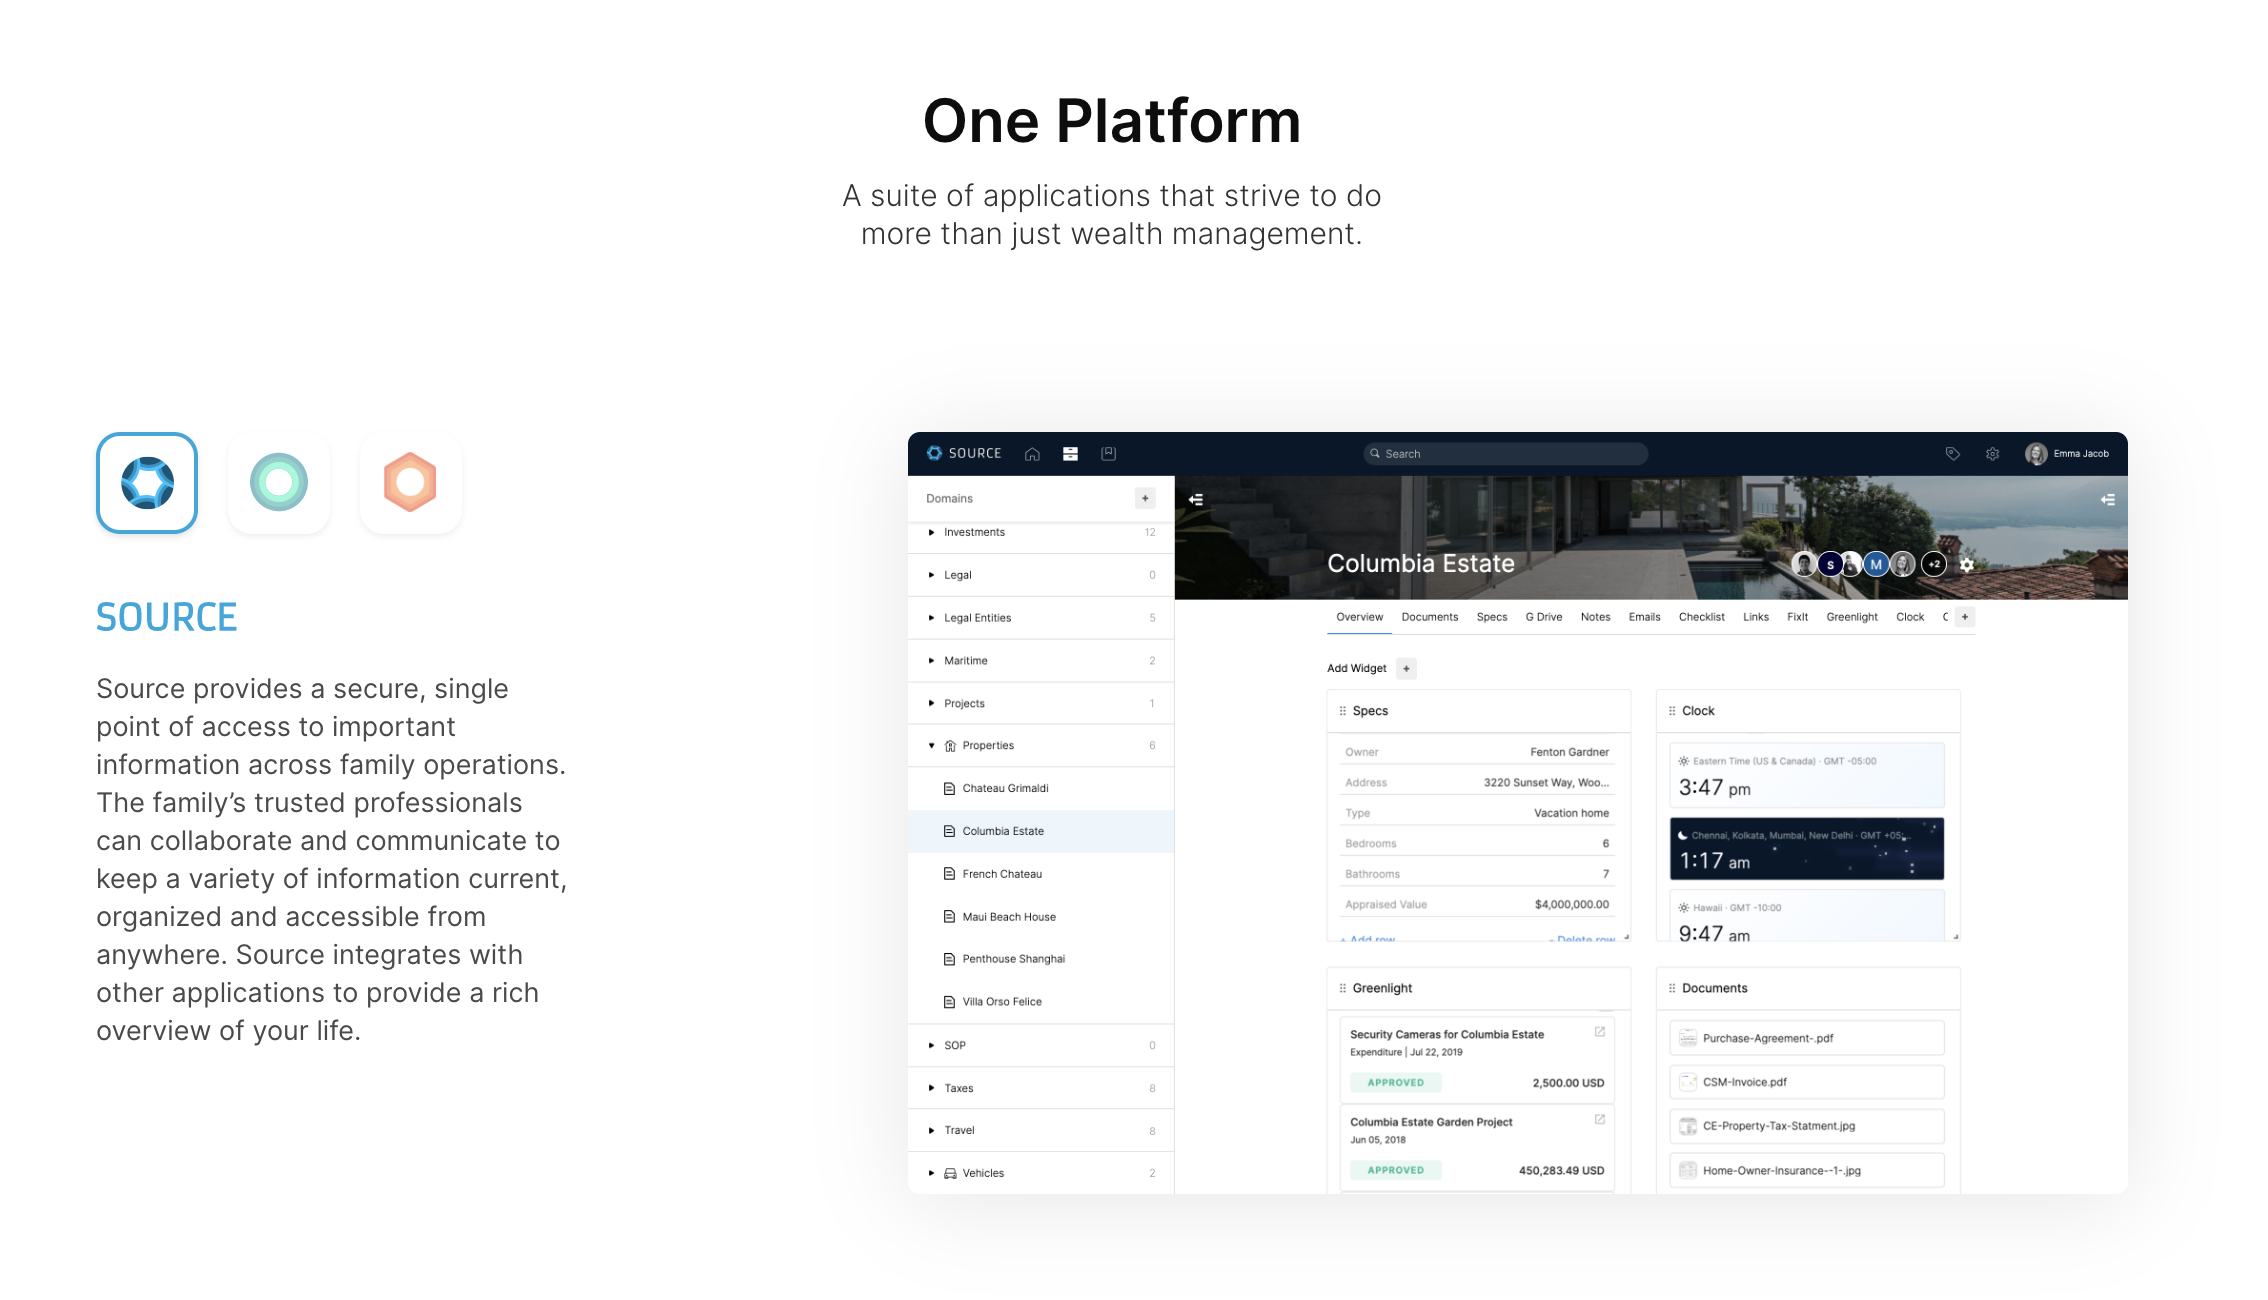 One Platform
A suite of applications that strive to do
more than just wealth management.
SOURCE
Source provides a secure, single
point of access to important
information across family operations.
The family’s trusted professionals
can collaborate and communicate to
keep a variety of information current,
organized and accessible from
anywhere. Source integrates with
other applications to provide a rich
overview of your life.
SOURCE
Search
Emma Jacob
Domains
+
Investments 12
Legal 0
Legal Entities 5
Maritime 2
Projects 1
Properties 6
Chateau Grimaldi
Columbia Estate
French Chateau
Maui Beach House
Penthouse Shanghai
Villa Orso Felice
SOP 0
Taxes 8
Travel 8
Vehicles 2
Columbia Estate
S M +2
Overview Documents Specs G Drive Notes Emails Checklist Links FixIt Greenlight Clock +
Add Widget +
Specs
Owner Fenton Gardner
Address 3220 Sunset Way, Woo...
Type Vacation home
Bedrooms 6
Bathrooms 7
Appraised Value $4,000,000.00
+ Add row - Delete row
Clock
Eastern Time (US & Canada) · GMT -05:00
3:47 pm
Chennai, Kolkata, Mumbai, New Delhi · GMT +05:...
1:17 am
Hawaii · GMT -10:00
9:47 am
Greenlight
Security Cameras for Columbia Estate
Expenditure | Jul 22, 2019
APPROVED 2,500.00 USD
Columbia Estate Garden Project
Jun 05, 2018
APPROVED 450,283.49 USD
Documents
Purchase-Agreement-.pdf
CSM-Invoice.pdf
CE-Property-Tax-Statment.jpg
Home-Owner-Insurance--1-.jpg